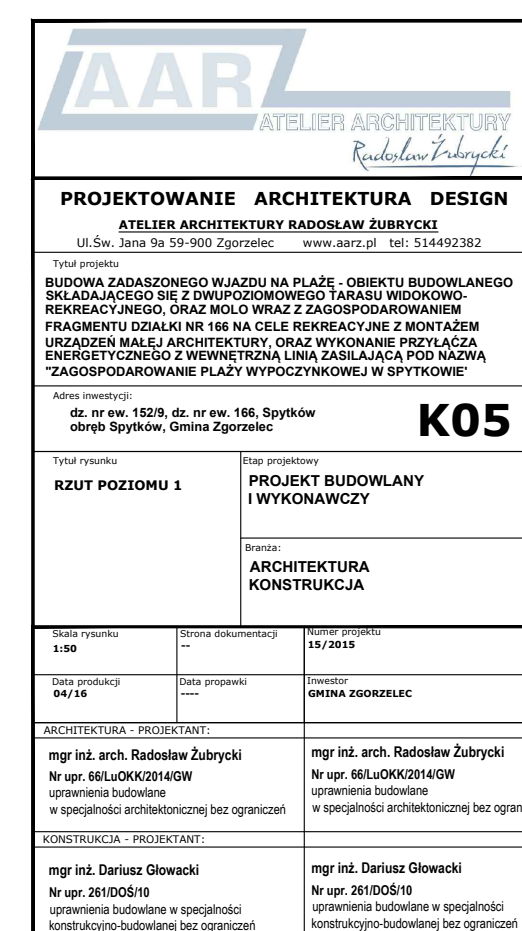 AARZ
ATELIER ARCHITEKTURY
Radosław Żubrycki
PROJEKTOWANIE ARCHITEKTURA DESIGN
ATELIER ARCHITEKTURY RADOSŁAW ŻUBRYCKI
Ul.Św. Jana 9a 59-900 Zgorzelec www.aarz.pl tel: 514492382
Tytuł projektu
BUDOWA ZADASZONEGO WJAZDU NA PLAŻĘ - OBIEKTU BUDOWLANEGO
SKŁADAJĄCEGO SIĘ Z DWUPOZIOMOWEGO TARASU WIDOKOWO-
REKREACYJNEGO, ORAZ MOLO WRAZ Z ZAGOSPODAROWANIEM
FRAGMENTU DZIAŁKI NR 166 NA CELE REKREACYJNE Z MONTAŻEM
URZĄDZEŃ MAŁEJ ARCHITEKTURY, ORAZ WYKONANIE PRZYŁĄCZA
ENERGETYCZNEGO Z WEWNĘTRZNĄ LINIĄ ZASILAJĄCĄ POD NAZWĄ
"ZAGOSPODAROWANIE PLAŻY WYPOCZYNKOWEJ W SPYTKOWIE'
Adres inwestycji:
dz. nr ew. 152/9, dz. nr ew. 166, Spytków
obręb Spytków, Gmina Zgorzelec
K05
Tytuł rysunku
RZUT POZIOMU 1
Etap projektowy
PROJEKT BUDOWLANY
I WYKONAWCZY
Branża:
ARCHITEKTURA
KONSTRUKCJA
Skala rysunku
1:50
Strona dokumentacji
--
Numer projektu
15/2015
Data produkcji
04/16
Data propawki
----
Inwestor
GMINA ZGORZELEC
ARCHITEKTURA - PROJEKTANT:
mgr inż. arch. Radosław Żubrycki
Nr upr. 66/LuOKK/2014/GW
uprawnienia budowlane
w specjalności architektonicznej bez ograniczeń
mgr inż. arch. Radosław Żubrycki
Nr upr. 66/LuOKK/2014/GW
uprawnienia budowlane
w specjalności architektonicznej bez ogran
KONSTRUKCJA - PROJEKTANT:
mgr inż. Dariusz Głowacki
Nr upr. 261/DOŚ/10
uprawnienia budowlane w specjalności
konstrukcyjno-budowlanej bez ograniczeń
mgr inż. Dariusz Głowacki
Nr upr. 261/DOŚ/10
uprawnienia budowlane w specjalności
konstrukcyjno-budowlanej bez ograniczeń